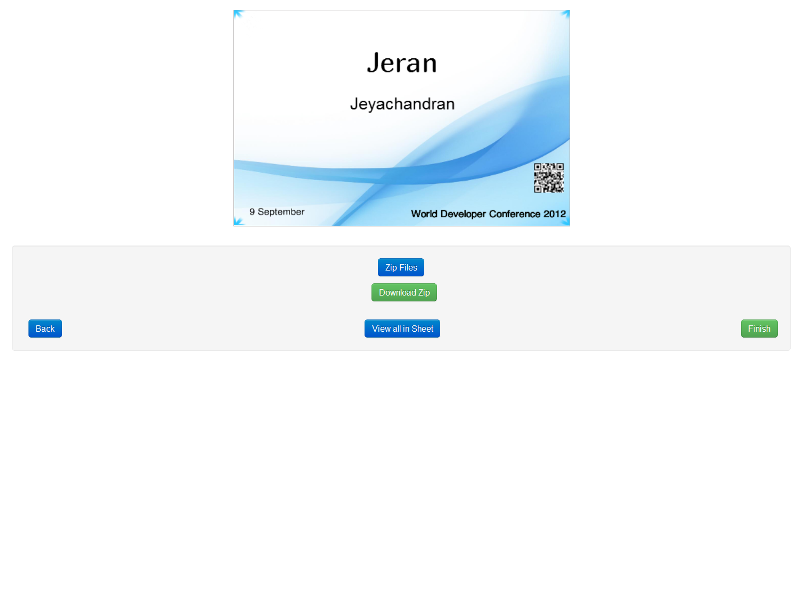 Jeran
Jeyachandran
9 September
World Developer Conference 2012
Zip Files
Download Zip
Back
View all in Sheet
Finish